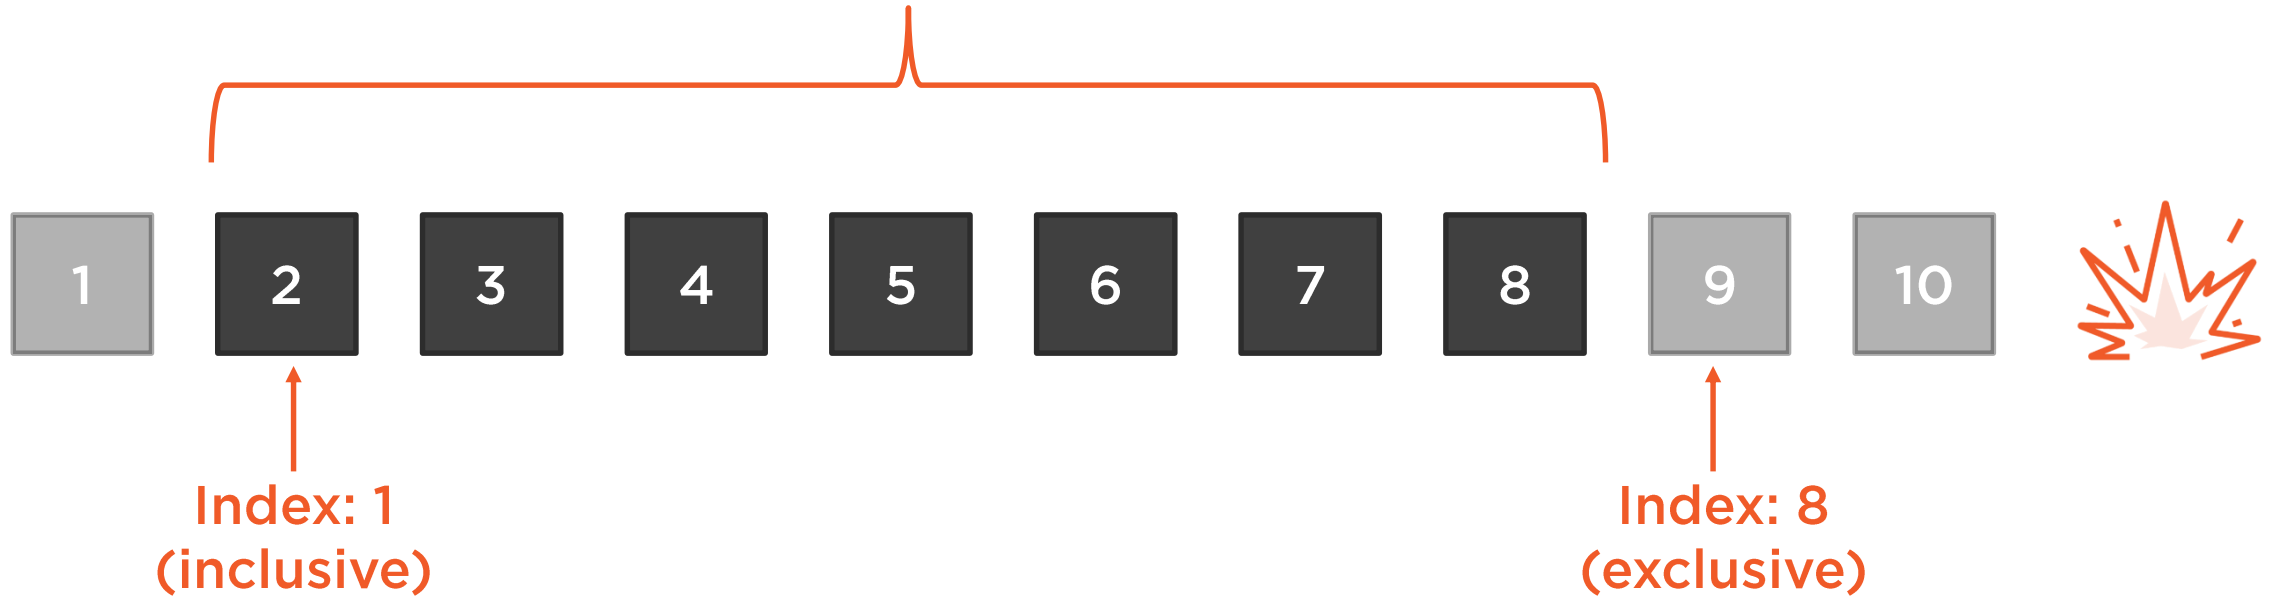 1 2 3 4 5 6 7 8 9 10
Index: 1
(inclusive)
Index: 8
(exclusive)